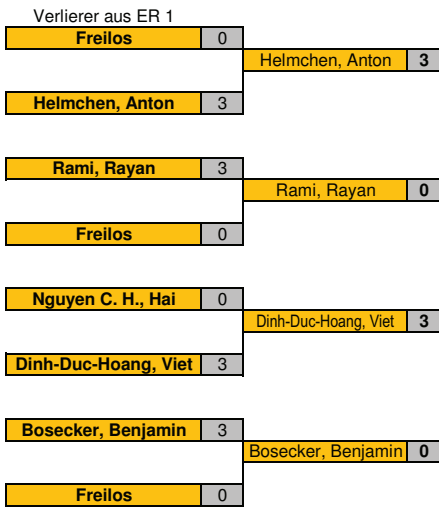 Verlierer aus ER 1
Freilos 0
Helmchen, Anton 3
Helmchen, Anton 3
Rami, Rayan 3
Rami, Rayan 0
Freilos 0
Nguyen C. H., Hai 0
Dinh-Duc-Hoang, Viet 3
Dinh-Duc-Hoang, Viet 3
Bosecker, Benjamin 3
Bosecker, Benjamin 0
Freilos 0